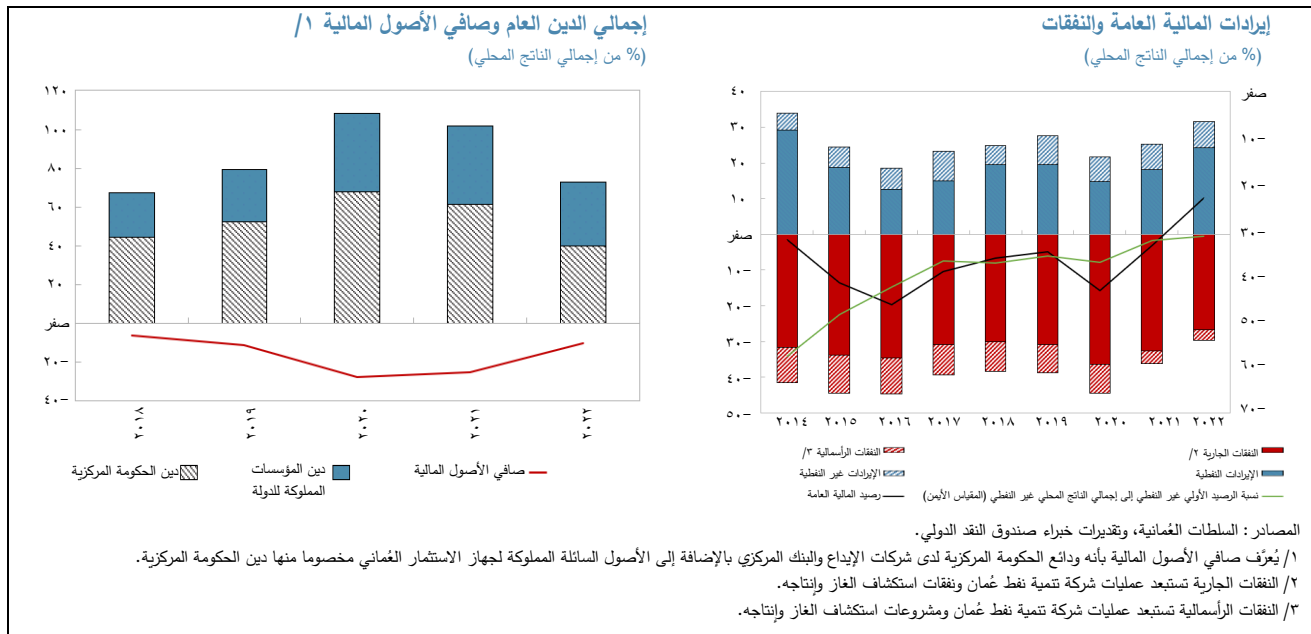 إيرادات المالية العامة والنفقات
(% من إجمالي الناتج المحلي)
٤٠
٣٠
٢٠
١٠
صفر
١٠−
٢٠−
٣٠−
٤٠−
٥٠−
صفر
١٠−
٢٠−
٣٠−
٤٠−
٥٠−
٦٠−
٧٠−
٢٠١٤ ٢٠١٥ ٢٠١٦ ٢٠١٧ ٢٠١٨ ٢٠١٩ ٢٠٢٠ ٢٠٢١ ٢٠٢٢
النفقات الجارية ٢/ النفقات الرأسمالية ٣/
الإيرادات النفطية الإيرادات غير النفطية
نسبة الرصيد الأولي غير النفطي إلى إجمالي الناتج المحلي غير النفطي (المقياس الأيمن) رصيد المالية العامة
إجمالي الدين العام وصافي الأصول المالية ١/
(% من إجمالي الناتج المحلي)
١٢٠
١٠٠
٨٠
٦٠
٤٠
٢٠
صفر
٢٠−
٤٠−
٢٠١٨ ٢٠١٩ ٢٠٢٠ ٢٠٢١ ٢٠٢٢
صافي الأصول المالية دين المؤسسات دين الحكومة المركزية
المملوكة للدولة
المصادر: السلطات العُمانية، وتقديرات خبراء صندوق النقد الدولي.
١/ يُعرَّف صافي الأصول المالية بأنه ودائع الحكومة المركزية لدى شركات الإيداع والبنك المركزي بالإضافة إلى الأصول السائلة المملوكة لجهاز الاستثمار العُماني مخصوما منها دين الحكومة المركزية.
٢/ النفقات الجارية تستبعد عمليات شركة تنمية نفط عُمان ونفقات استكشاف الغاز وإنتاجه.
٣/ النفقات الرأسمالية تستبعد عمليات شركة تنمية نفط عُمان ومشروعات استكشاف الغاز وإنتاجه.